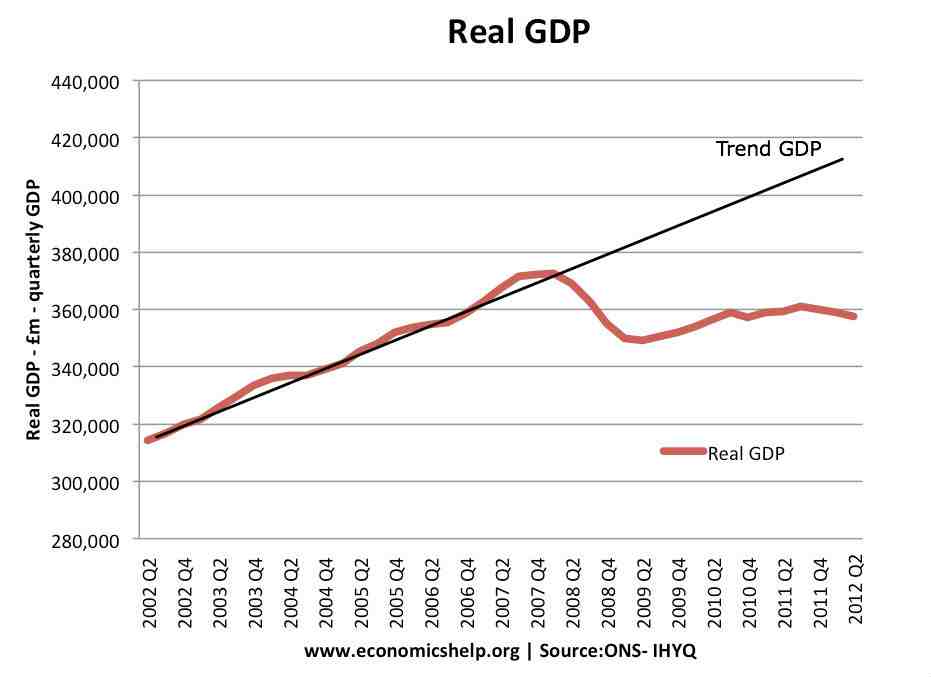 Real GDP
440,000
420,000
400,000
380,000
360,000
340,000
320,000
300,000
280,000
Real GDP - £m - quarterly GDP
Trend GDP
Real GDP
2002 Q2
2002 Q4
2003 Q2
2003 Q4
2004 Q2
2004 Q4
2005 Q2
2005 Q4
2006 Q2
2006 Q4
2007 Q2
2007 Q4
2008 Q2
2008 Q4
2009 Q2
2009 Q4
2010 Q2
2010 Q4
2011 Q2
2011 Q4
2012 Q2
www.economicshelp.org | Source:ONS- IHYQ